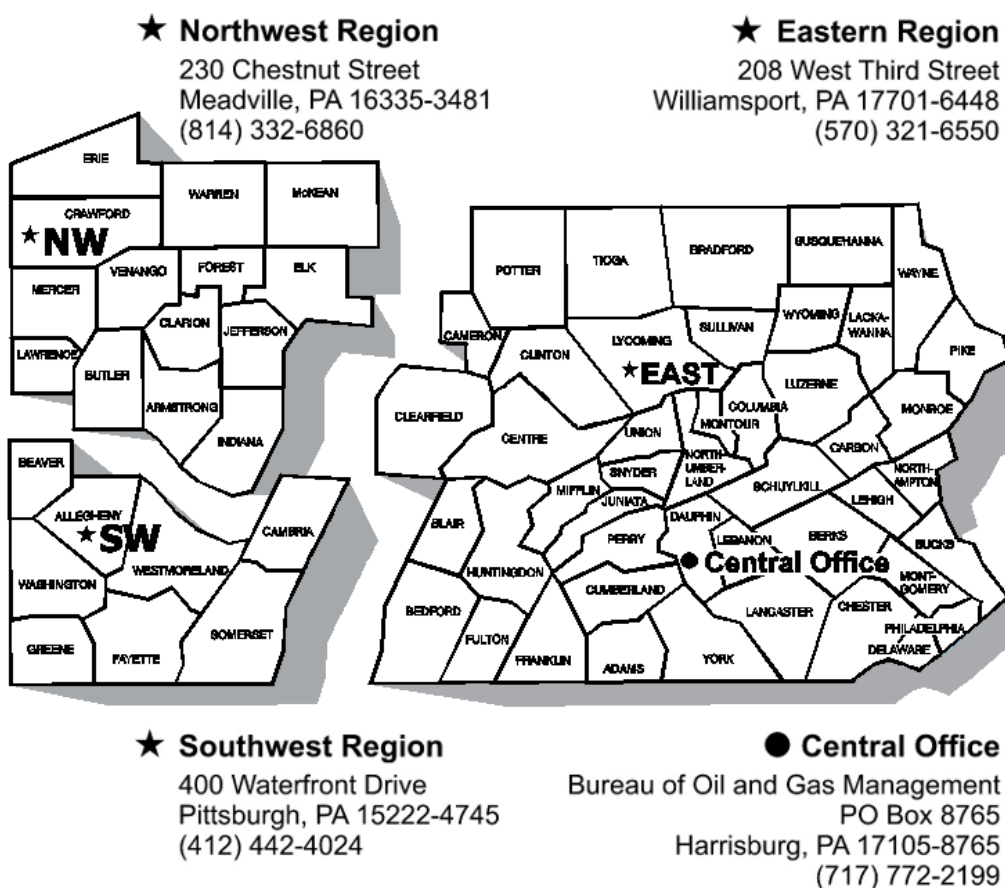 ★ Northwest Region
230 Chestnut Street
Meadville, PA 16335-3481
(814) 332-6860
★ Eastern Region
208 West Third Street
Williamsport, PA 17701-6448
(570) 321-6550
ERIE
WARREN
McKEAN
CRAWFORD
★ NW
VENANGO
FOREST
ELK
MERCER
CLARION
JEFFERSON
LAWRENCE
BUTLER
ARMSTRONG
INDIANA
BEAVER
ALLEGHENY
★ SW
CAMBRIA
WASHINGTON
WESTMORELAND
GREENE
FAYETTE
SOMERSET
POTTER
TIOGA
BRADFORD
SUSQUEHANNA
WAYNE
CAMERON
CLINTON
LYCOMING
SULLIVAN
WYOMING
LACKA-
WANNA
PIKE
★ EAST
CLEARFIELD
CENTRE
UNION
MONTOUR
COLUMBIA
LUZERNE
MONROE
CARBON
SNYDER
NORTH-
UMBER-
LAND
MIFFLIN
JUNIATA
SCHUYLKILL
NORTH-
AMPTON
LEHIGH
BLAIR
PERRY
DAUPHIN
LEBANON
BERKS
BUCKS
● Central Office
HUNTINGDON
CUMBERLAND
MONT-
GOMERY
BEDFORD
FULTON
FRANKLIN
ADAMS
YORK
LANCASTER
CHESTER
PHILADELPHIA
DELAWARE
★ Southwest Region
400 Waterfront Drive
Pittsburgh, PA 15222-4745
(412) 442-4024
● Central Office
Bureau of Oil and Gas Management
PO Box 8765
Harrisburg, PA 17105-8765
(717) 772-2199